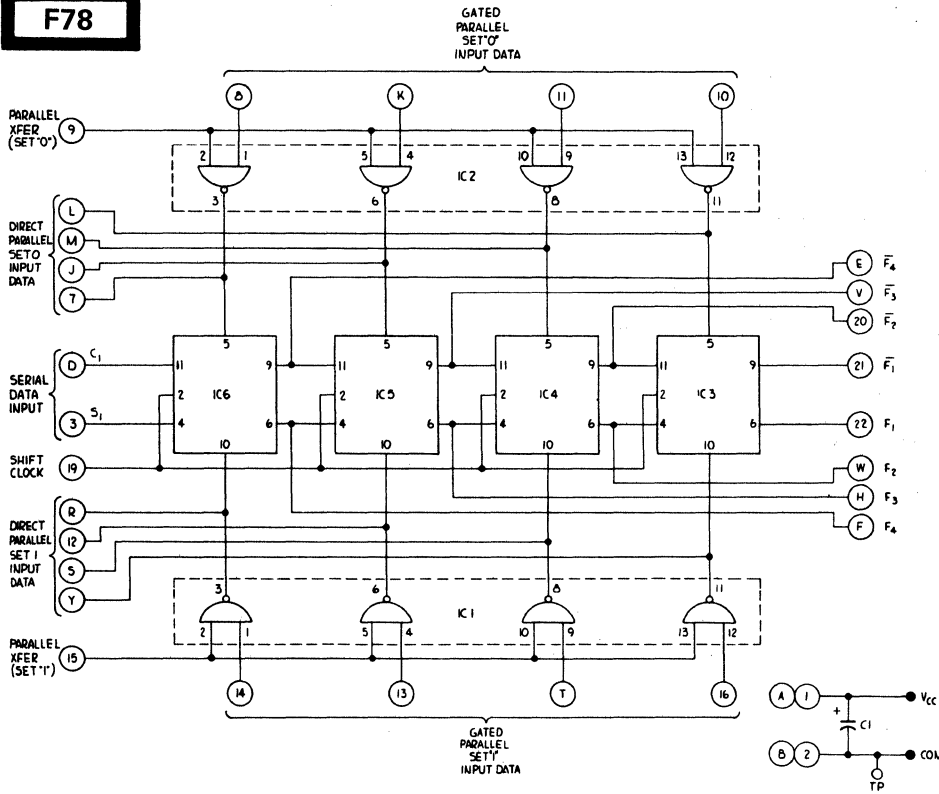 F78
GATED
PARALLEL
SET"0"
INPUT DATA
8 K 11 10
PARALLEL
XFER
(SET"0")
9
2 1 5 4 10 9 13 12
IC2
3 6 8 11
DIRECT
PARALLEL
SET0
INPUT
DATA
L
M
J
7
E F̅4
V F̅3
20 F̅2
5 5 5 5
SERIAL
DATA
INPUT
D C1
11 9 11 9 11 9 11 9
21 F̅1
2 IC6 2 IC5 2 IC4 2 IC3
3 S1
4 6 4 6 4 6 4 6
22 F1
10 10 10 10
SHIFT
CLOCK
19
W F2
H F3
F F4
DIRECT
PARALLEL
SET 1
INPUT
DATA
R
12
S
Y
3 6 8 11
IC1
2 1 5 4 10 9 13 12
PARALLEL
XFER
(SET"1")
15
14 13 T 16
GATED
PARALLEL
SET"1"
INPUT DATA
A 1 VCC
+ C1
B 2 COM
TP